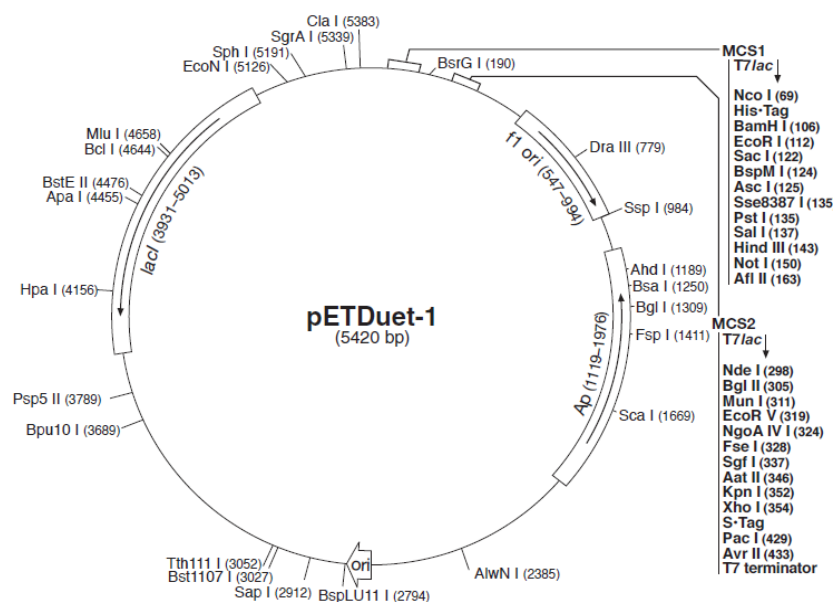 Cla I (5383)
SgrA I (5339)
Sph I (5191)
EcoN I (5126)
Mlu I (4658)
Bcl I (4644)
BstE II (4476)
Apa I (4455)
Hpa I (4156)
Psp5 II (3789)
Bpu10 I (3689)
Tth111 I (3052)
Bst1107 I (3027)
Sap I (2912)
BspLU11 I (2794)
AlwN I (2385)
BsrG I (190)
Dra III (779)
Ssp I (984)
Ahd I (1189)
Bsa I (1250)
Bgl I (1309)
Fsp I (1411)
Sca I (1669)
lacI (3931–5013)
f1 ori (547–994)
Ap (1119–1976)
ori
pETDuet-1
(5420 bp)
MCS1
T7lac
Nco I (69)
His•Tag
BamH I (106)
EcoR I (112)
Sac I (122)
BspM I (124)
Asc I (125)
Sse8387 I (135
Pst I (135)
Sal I (137)
Hind III (143)
Not I (150)
Afl II (163)
MCS2
T7lac
Nde I (298)
Bgl II (305)
Mun I (311)
EcoR V (319)
NgoA IV I (324)
Fse I (328)
Sgf I (337)
Aat II (346)
Kpn I (352)
Xho I (354)
S•Tag
Pac I (429)
Avr II (433)
T7 terminator